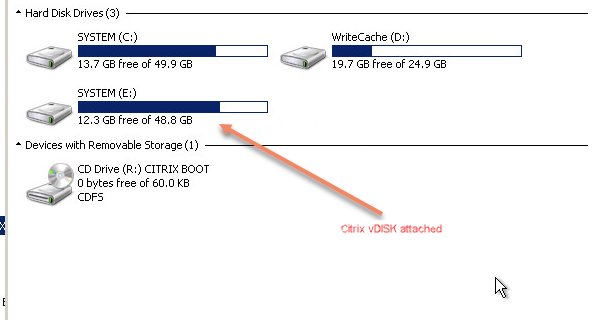 Hard Disk Drives (3)
SYSTEM (C:)
13.7 GB free of 49.9 GB
WriteCache (D:)
19.7 GB free of 24.9 GB
SYSTEM (E:)
12.3 GB free of 48.8 GB
Devices with Removable Storage (1)
CD Drive (R:) CITRIX BOOT
0 bytes free of 60.0 KB
CDFS
Citrix vDISK attached